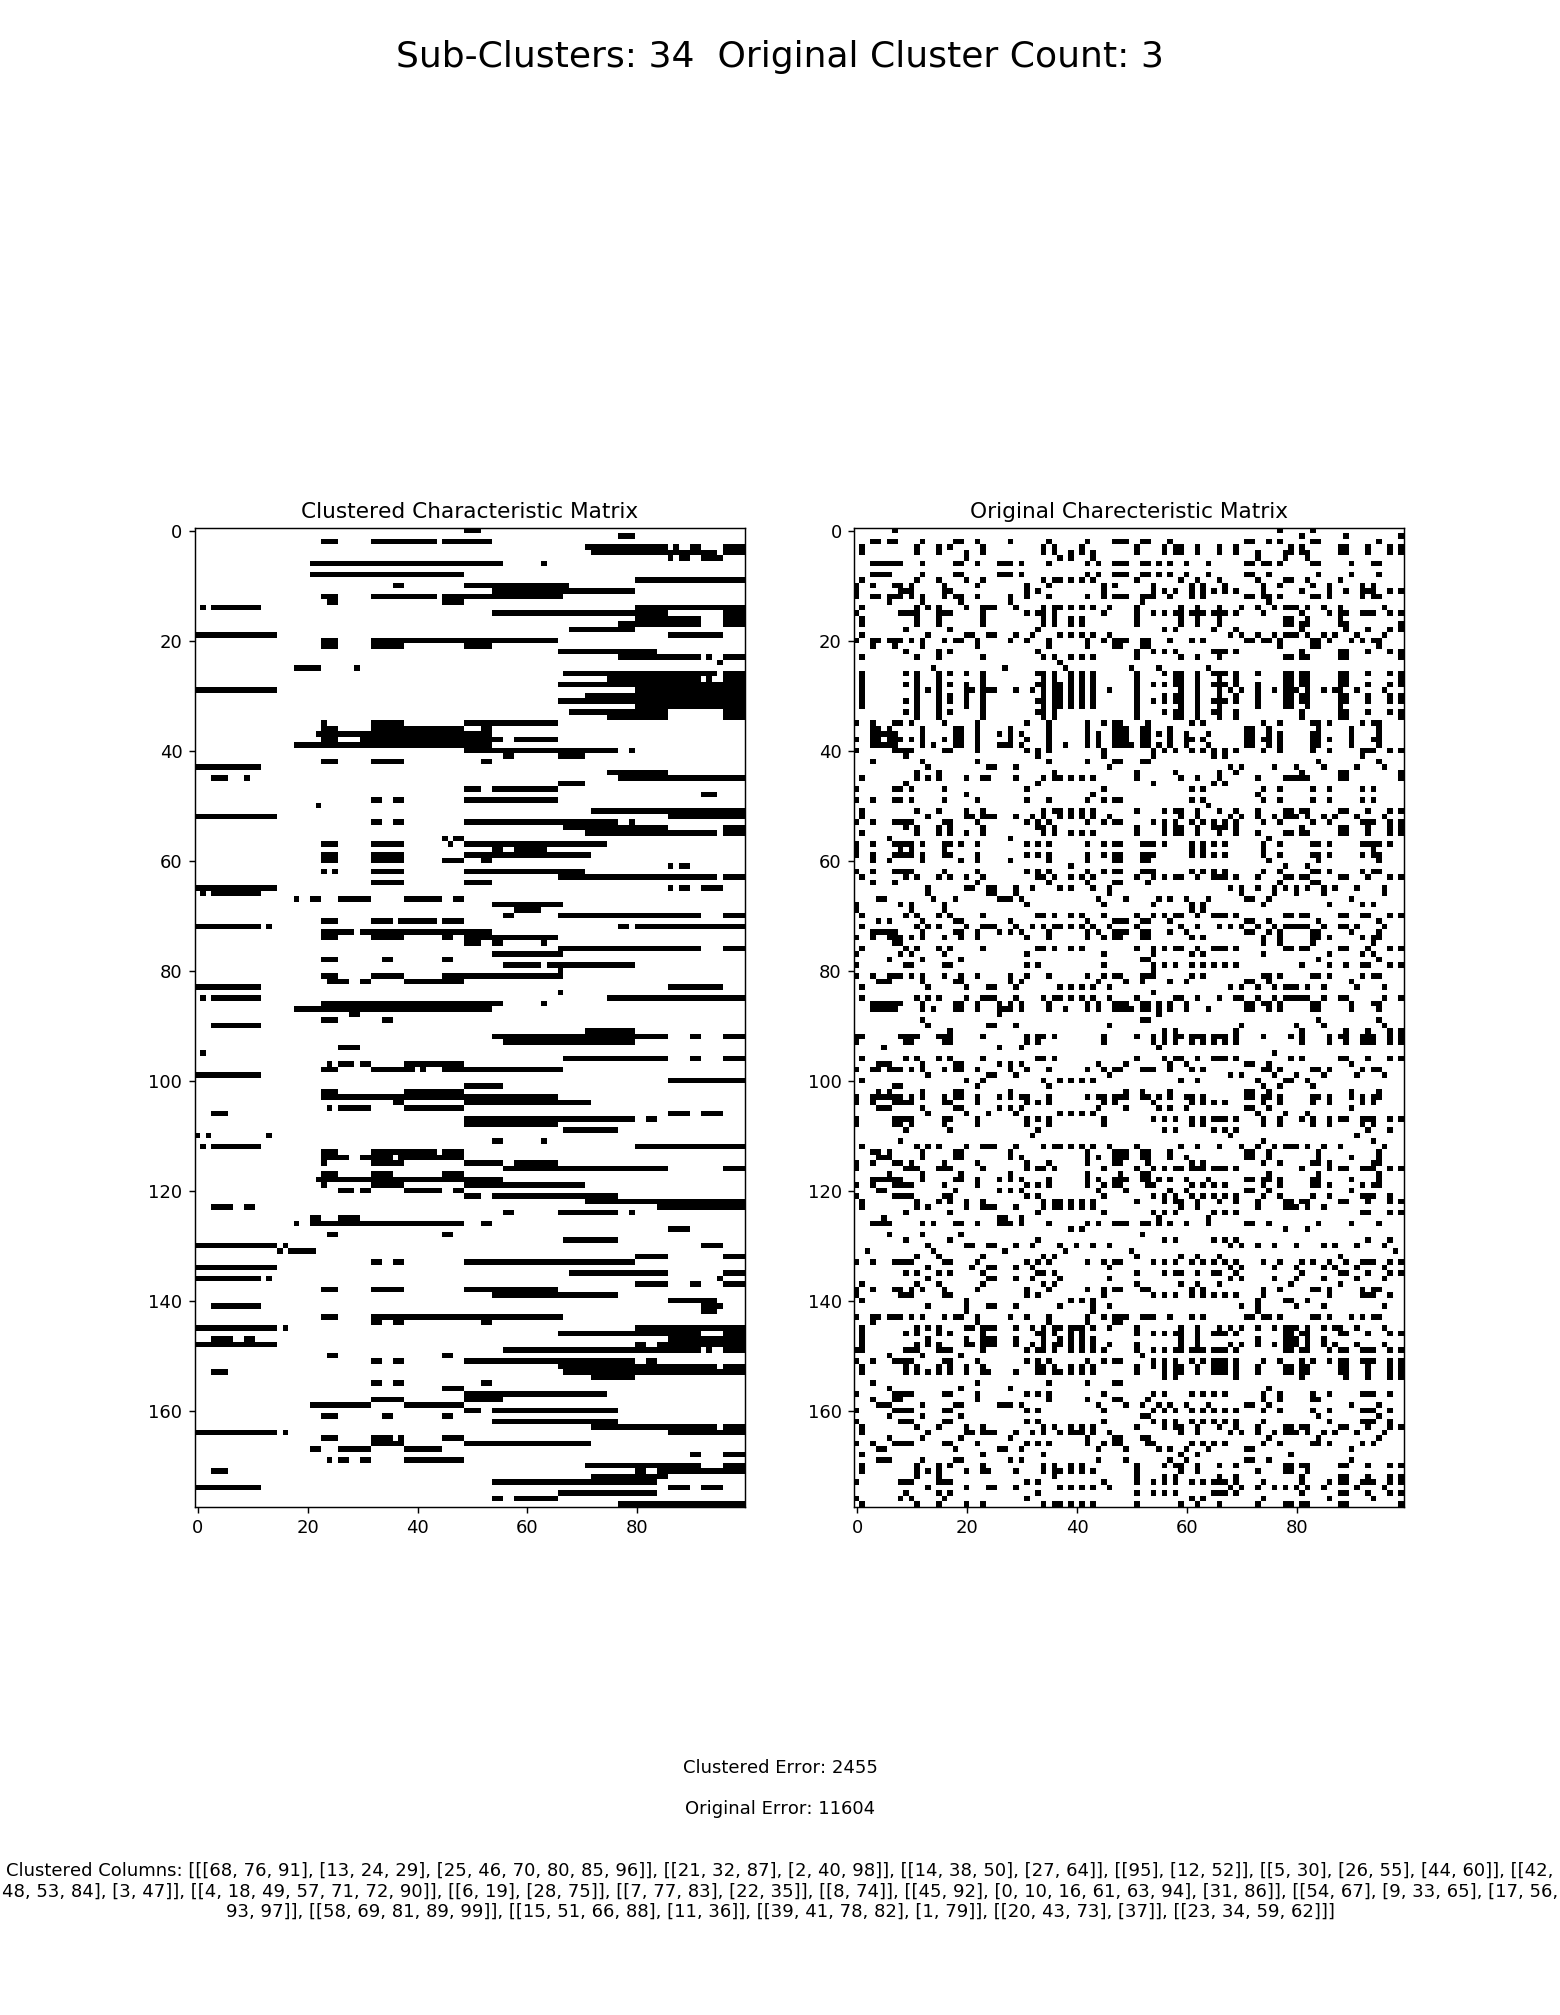 Sub-Clusters: 34  Original Cluster Count: 3
Clustered Characteristic Matrix
Original Charecteristic Matrix
0
20
40
60
80
100
120
140
160
0 20 40 60 80
0
20
40
60
80
100
120
140
160
0 20 40 60 80
Clustered Error: 2455
Original Error: 11604
Clustered Columns: [[[68, 76, 91], [13, 24, 29], [25, 46, 70, 80, 85, 96]], [[21, 32, 87], [2, 40, 98]], [[14, 38, 50], [27, 64]], [[95], [12, 52]], [[5, 30], [26, 55], [44, 60]], [[42,
48, 53, 84], [3, 47]], [[4, 18, 49, 57, 71, 72, 90]], [[6, 19], [28, 75]], [[7, 77, 83], [22, 35]], [[8, 74]], [[45, 92], [0, 10, 16, 61, 63, 94], [31, 86]], [[54, 67], [9, 33, 65], [17, 56,
93, 97]], [[58, 69, 81, 89, 99]], [[15, 51, 66, 88], [11, 36]], [[39, 41, 78, 82], [1, 79]], [[20, 43, 73], [37]], [[23, 34, 59, 62]]]